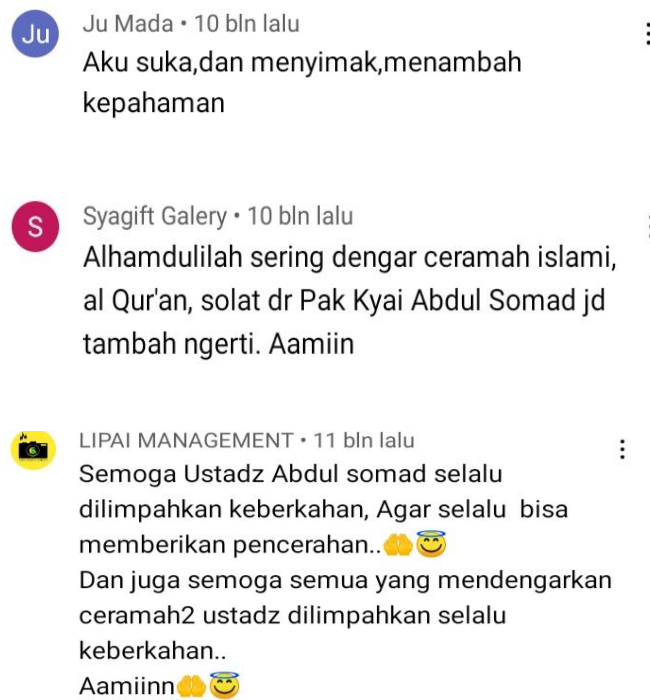 Ju
Ju Mada • 10 bln lalu
Aku suka,dan menyimak,menambah
kepahaman
S
Syagift Galery • 10 bln lalu
Alhamdulilah sering dengar ceramah islami,
al Qur'an, solat dr Pak Kyai Abdul Somad jd
tambah ngerti. Aamiin
LIPAI MANAGEMENT • 11 bln lalu
Semoga Ustadz Abdul somad selalu
dilimpahkan keberkahan, Agar selalu  bisa
memberikan pencerahan..🤲😇
Dan juga semoga semua yang mendengarkan
ceramah2 ustadz dilimpahkan selalu
keberkahan..
Aamiinn🤲😇